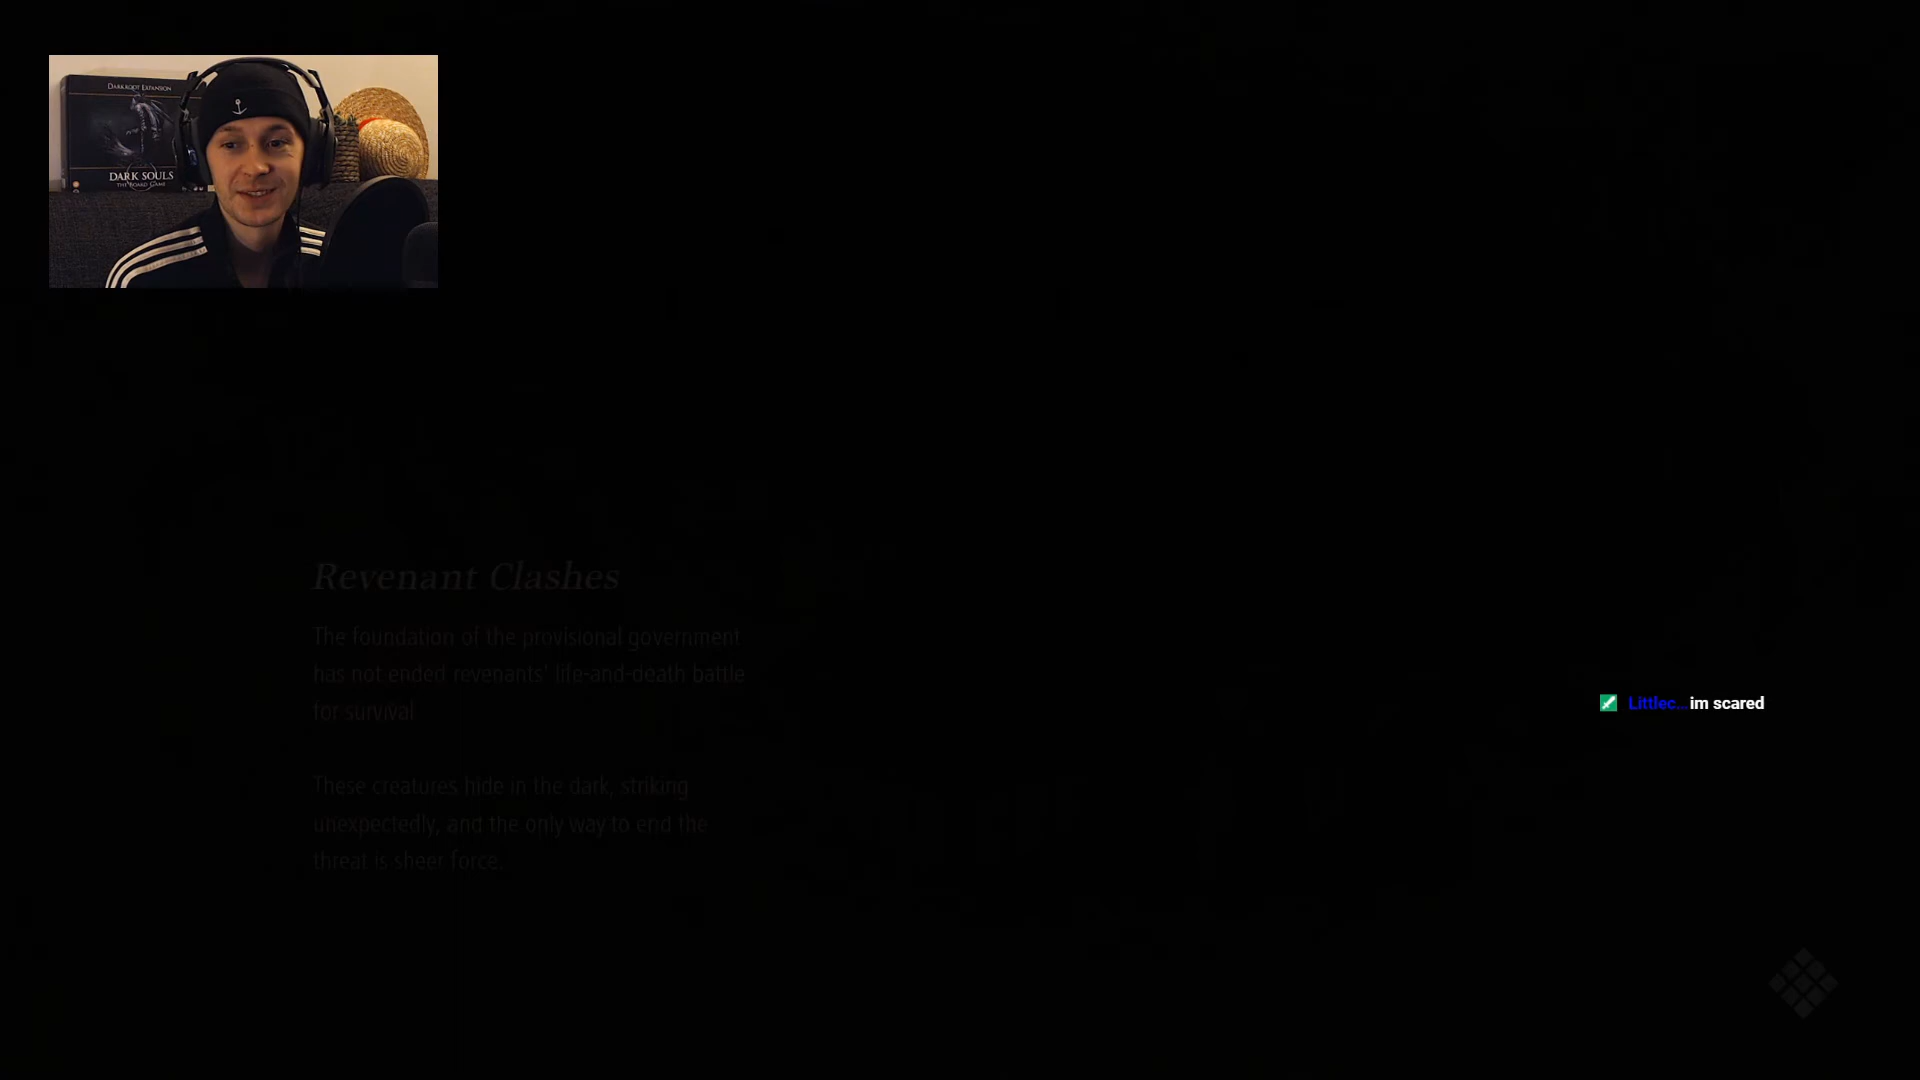 DARKROOT EXPANSION
DARK SOULS
THE BOARD GAME
Revenant Clashes
The foundation of the provisional government
has not ended revenants' life-and-death battle
for survival.
These creatures hide in the dark, striking
unexpectedly, and the only way to end the
threat is sheer force.
Littlec... im scared